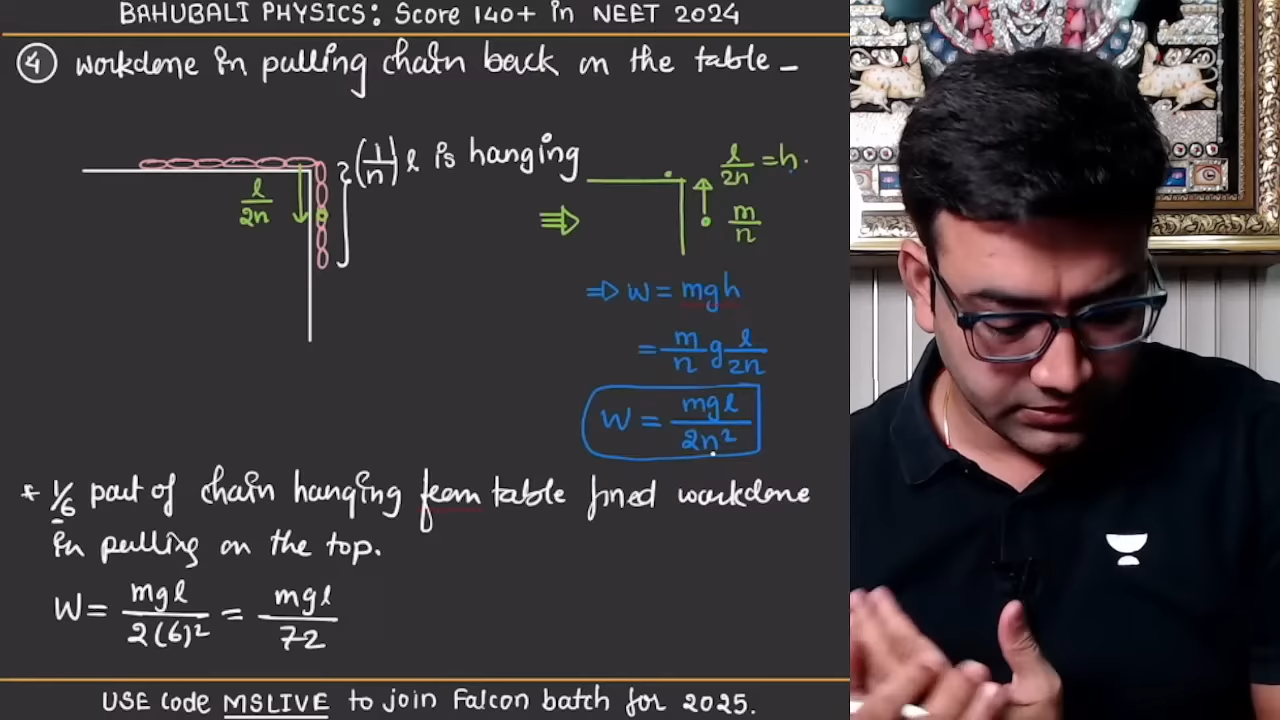 BAHUBALI PHYSICS: Score 140+ in NEET 2024
④ workdone in pulling chain back on the table –
(1/n) l is hanging
l/2n
l/2n = h.
m/n
⇒ W = mgh
= m/n g l/2n
W = mgl/2n²
* 1/6 part of chain hanging feom table fined workdone
in pulling on the top.
W = mgl/2(6)² = mgl/72
USE Code MSLIVE to join Falcon batch for 2025.